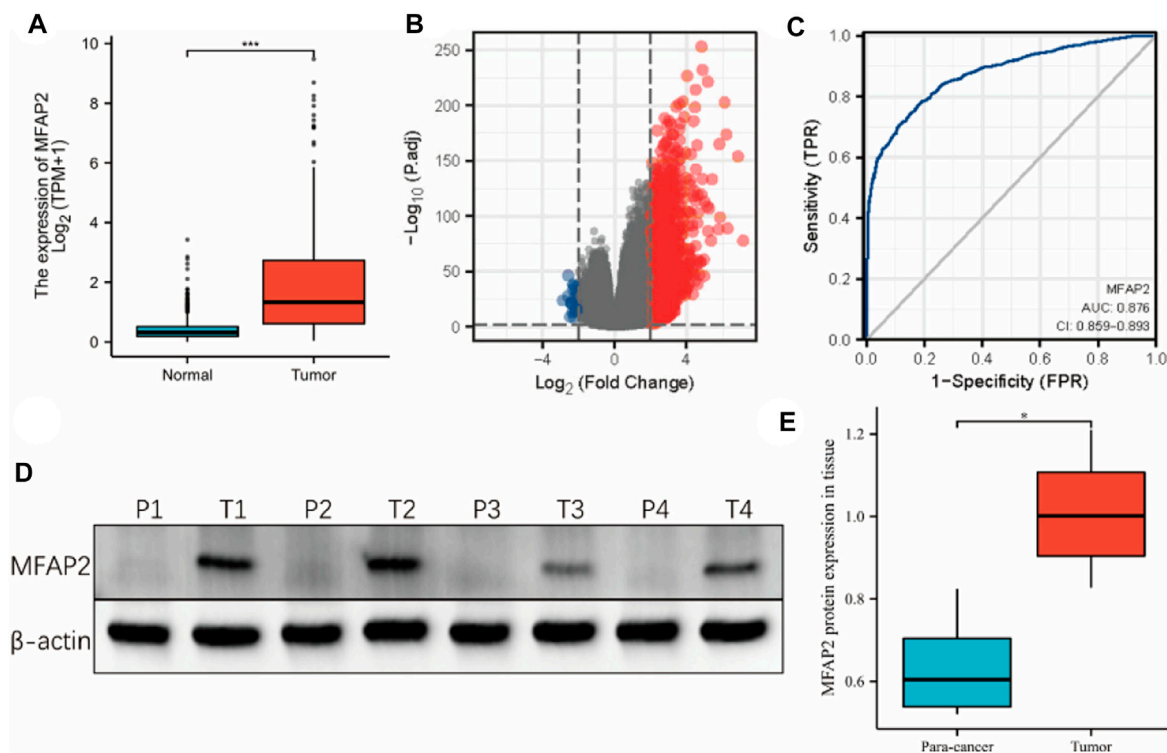 A
The expression of MFAP2
Log2 (TPM+1)
10
8
6
4
2
0
***
Normal
Tumor
B
-Log10 (P.adj)
250
200
150
100
50
0
-4
0
4
Log2 (Fold Change)
C
Sensitivity (TPR)
1.0
0.8
0.6
0.4
0.2
0.0
MFAP2
AUC: 0.876
CI: 0.859-0.893
0.0
0.2
0.4
0.6
0.8
1.0
1-Specificity (FPR)
D
P1 T1 P2 T2 P3 T3 P4 T4
MFAP2
β-actin
E
MFAP2 protein expression in tissue
1.2
1.0
0.8
0.6
*
Para-cancer
Tumor